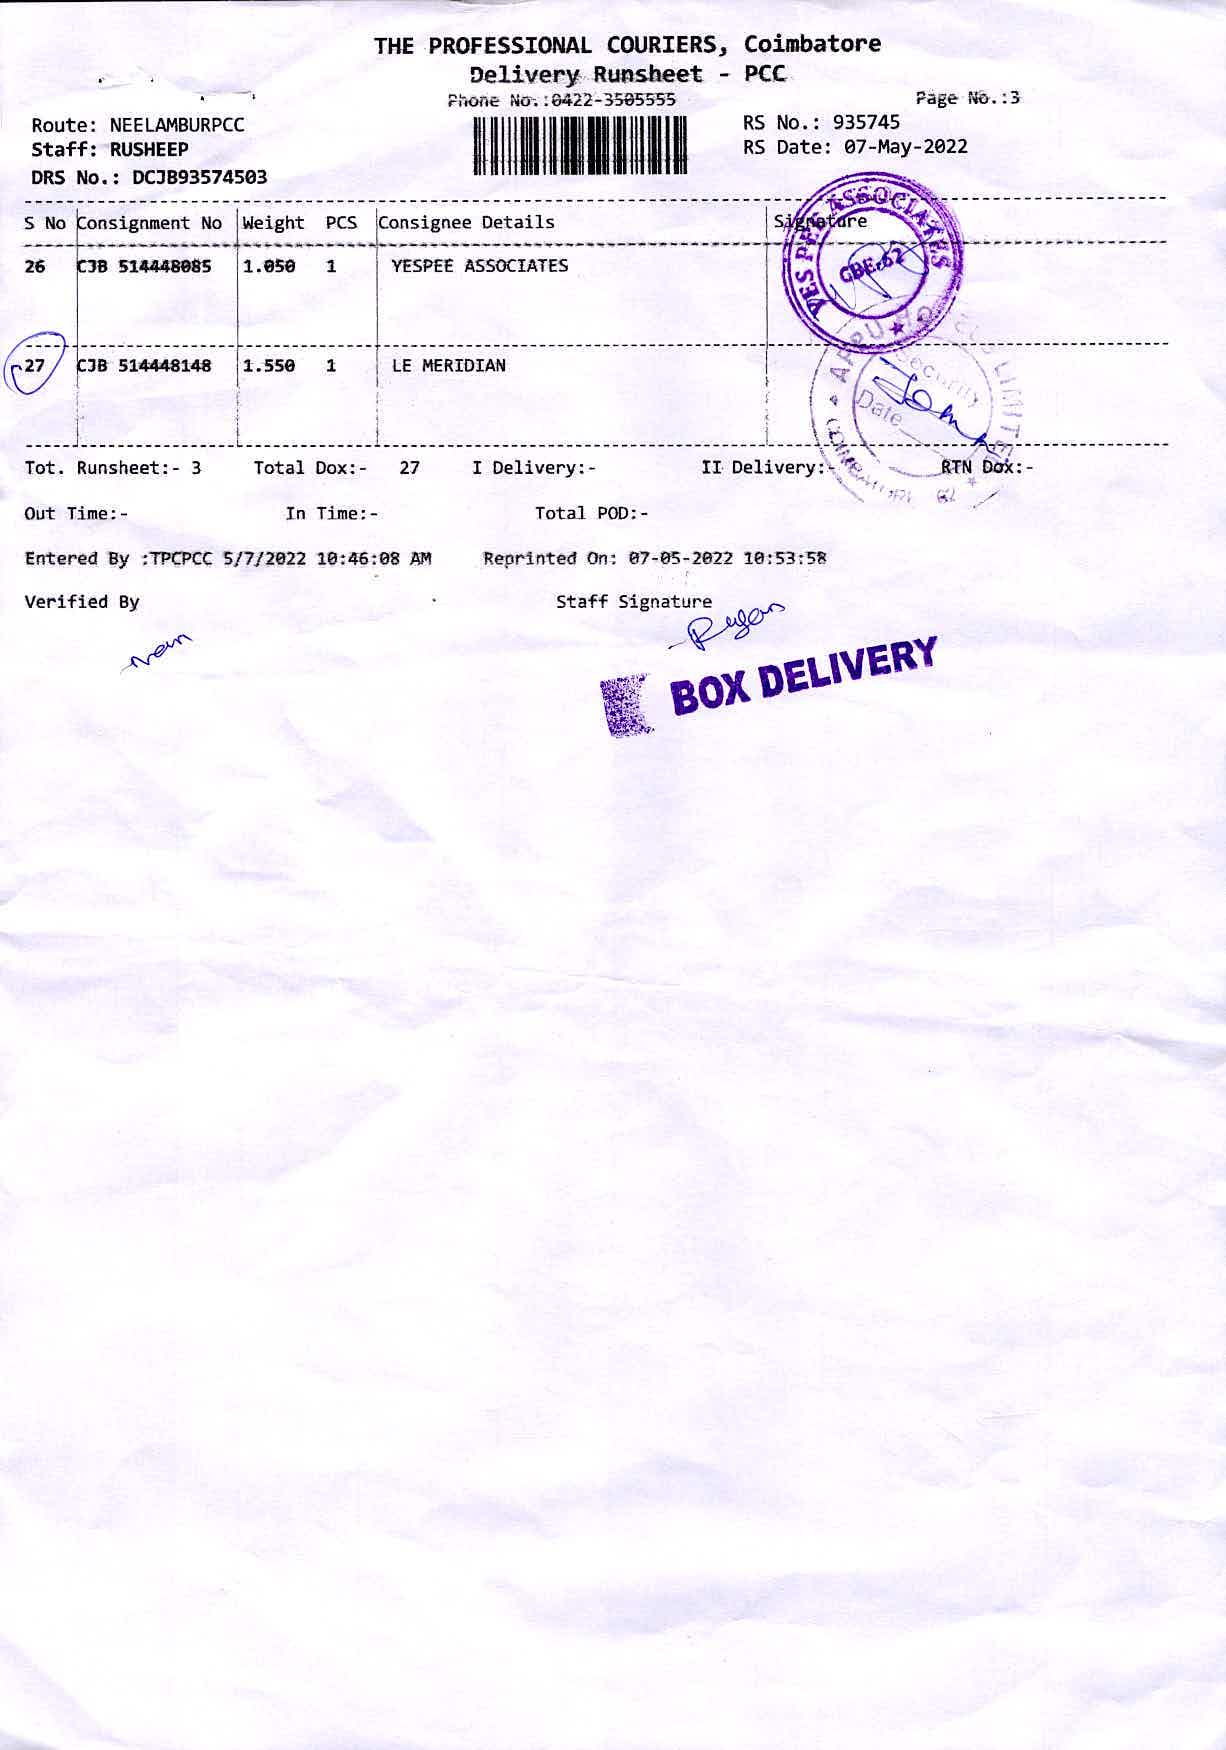 THE PROFESSIONAL COURIERS, Coimbatore
Delivery Runsheet - PCC
Phone No.:0422-3505555
Page No.:3
Route: NEELAMBURPCC
RS No.: 935745
Staff: RUSHEEP
RS Date: 07-May-2022
DRS No.: DCJB93574503
S No Consignment No Weight PCS Consignee Details Signature
26 CJB 514448085 1.050 1 YESPEE ASSOCIATES
YES PEE ASSOCIATES
CBE-62
27 CJB 514448148 1.550 1 LE MERIDIAN
LIMITED
Security
Date
Tot. Runsheet:- 3 Total Dox:- 27 I Delivery:- II Delivery:- RTN Dox:-
Out Time:- In Time:- Total POD:-
Entered By :TPCPCC 5/7/2022 10:46:08 AM Reprinted On: 07-05-2022 10:53:58
Verified By Staff Signature
BOX DELIVERY